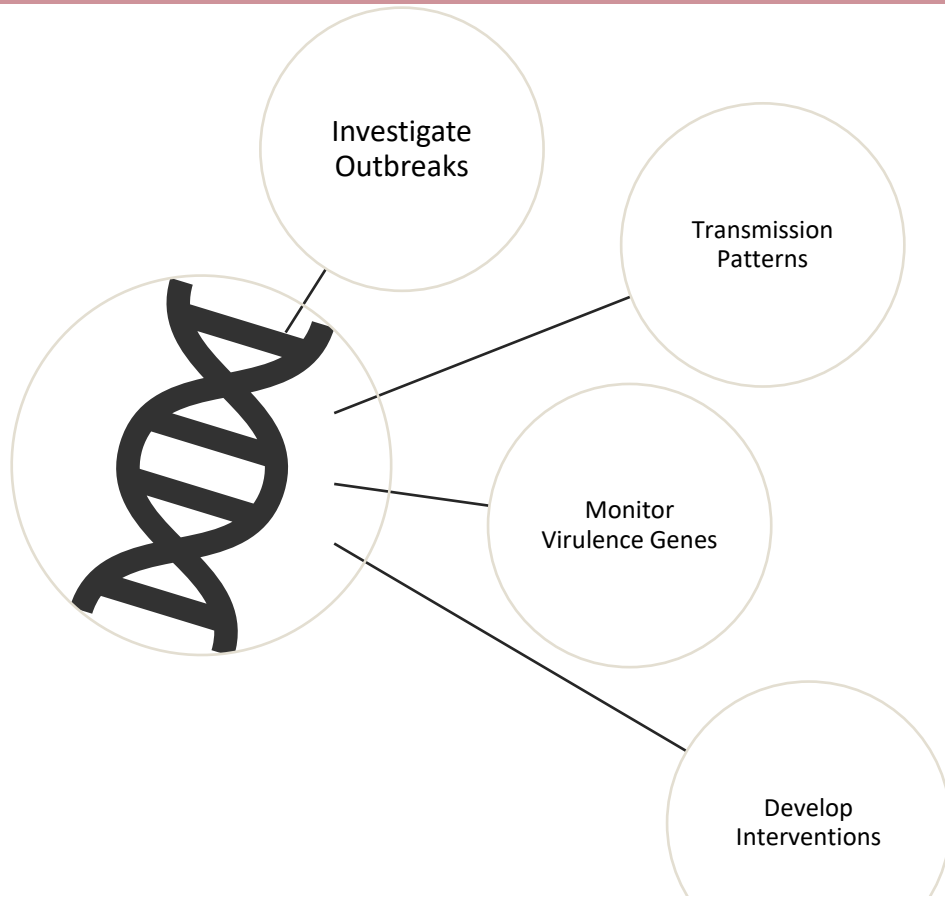 Investigate
Outbreaks
Transmission
Patterns
Monitor
Virulence Genes
Develop
Interventions